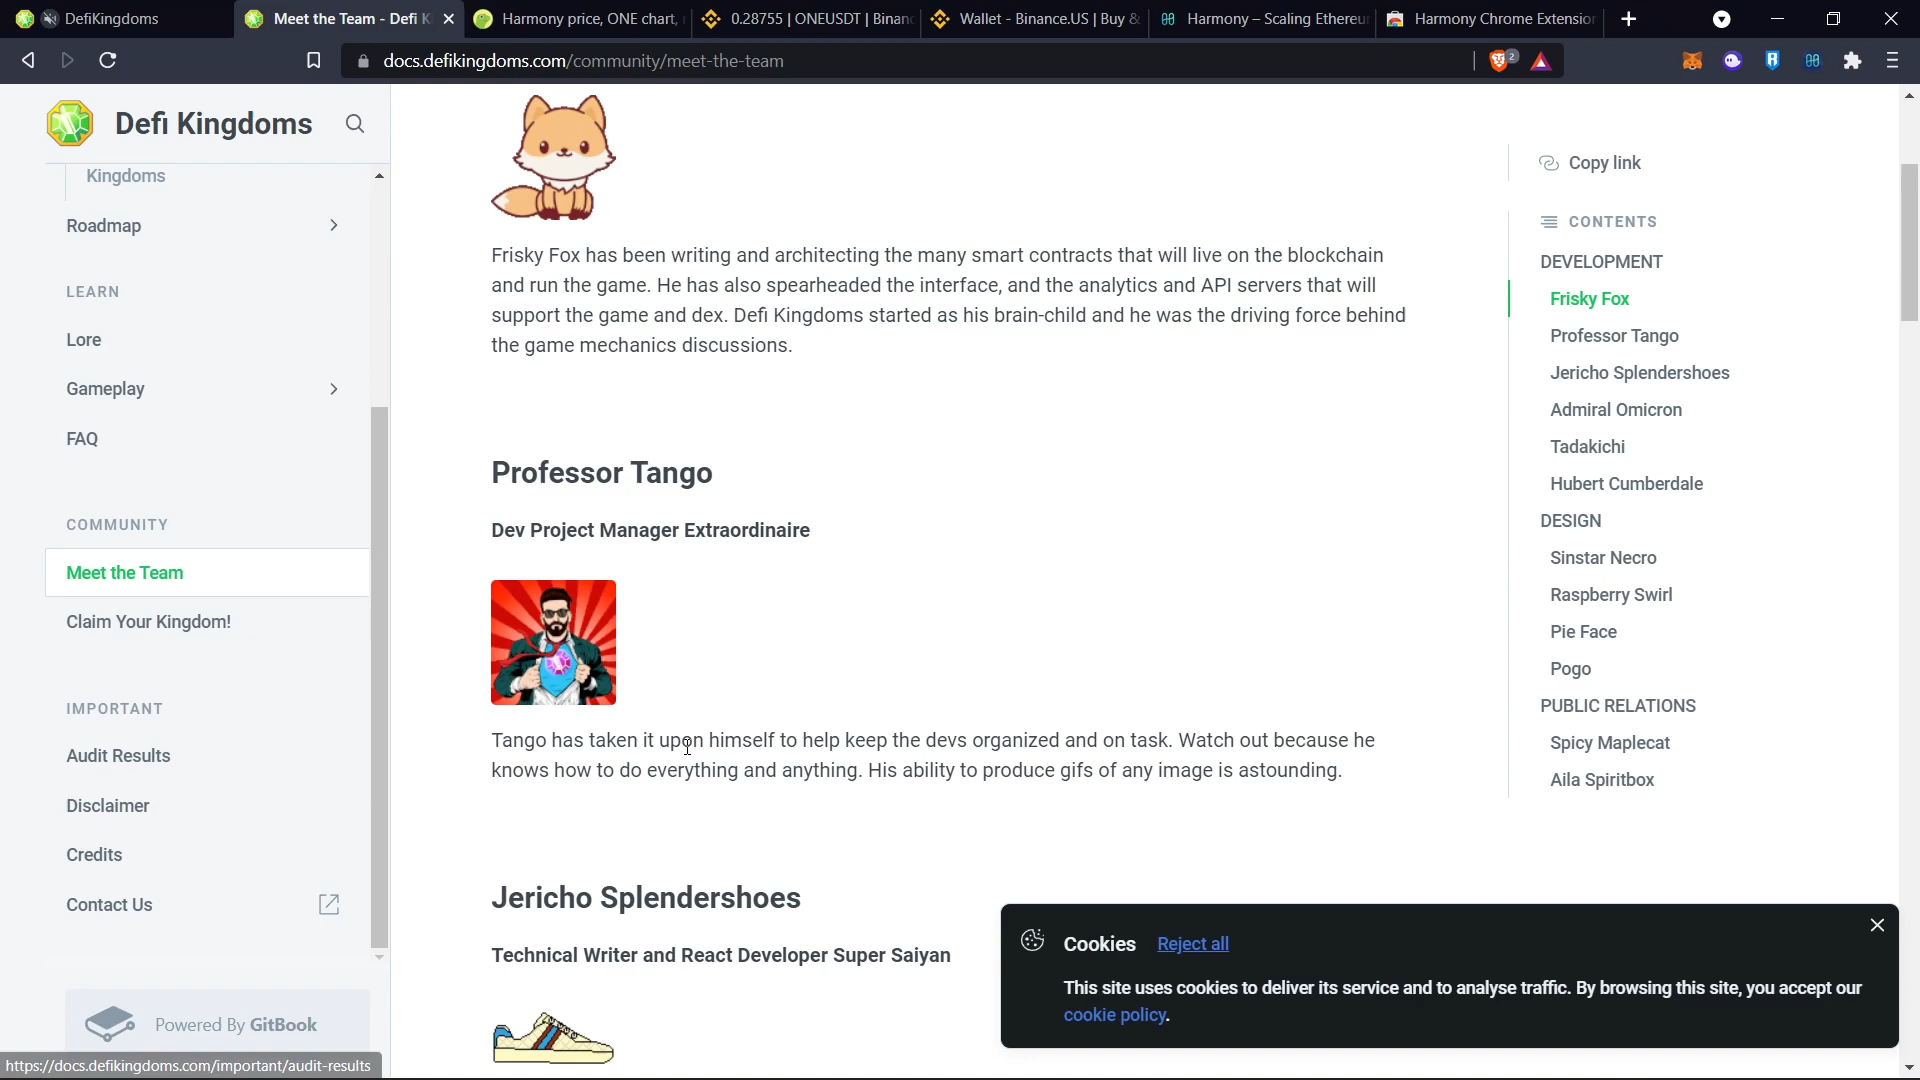 DefiKingdoms
Meet the Team - Defi K
Harmony price, ONE chart,
0.28755 | ONEUSDT | Binanc
Wallet - Binance.US | Buy &
Harmony – Scaling Ethereu
Harmony Chrome Extension
docs.defikingdoms.com/community/meet-the-team
2
Defi Kingdoms
Kingdoms
Roadmap
LEARN
Lore
Gameplay
FAQ
COMMUNITY
Meet the Team
Claim Your Kingdom!
IMPORTANT
Audit Results
Disclaimer
Credits
Contact Us
Powered By GitBook
https://docs.defikingdoms.com/important/audit-results
Frisky Fox has been writing and architecting the many smart contracts that will live on the blockchain
and run the game. He has also spearheaded the interface, and the analytics and API servers that will
support the game and dex. Defi Kingdoms started as his brain-child and he was the driving force behind
the game mechanics discussions.
Professor Tango
Dev Project Manager Extraordinaire
Tango has taken it upon himself to help keep the devs organized and on task. Watch out because he
knows how to do everything and anything. His ability to produce gifs of any image is astounding.
Jericho Splendershoes
Technical Writer and React Developer Super Saiyan
Copy link
CONTENTS
DEVELOPMENT
Frisky Fox
Professor Tango
Jericho Splendershoes
Admiral Omicron
Tadakichi
Hubert Cumberdale
DESIGN
Sinstar Necro
Raspberry Swirl
Pie Face
Pogo
PUBLIC RELATIONS
Spicy Maplecat
Aila Spiritbox
Cookies Reject all
This site uses cookies to deliver its service and to analyse traffic. By browsing this site, you accept our
cookie policy.